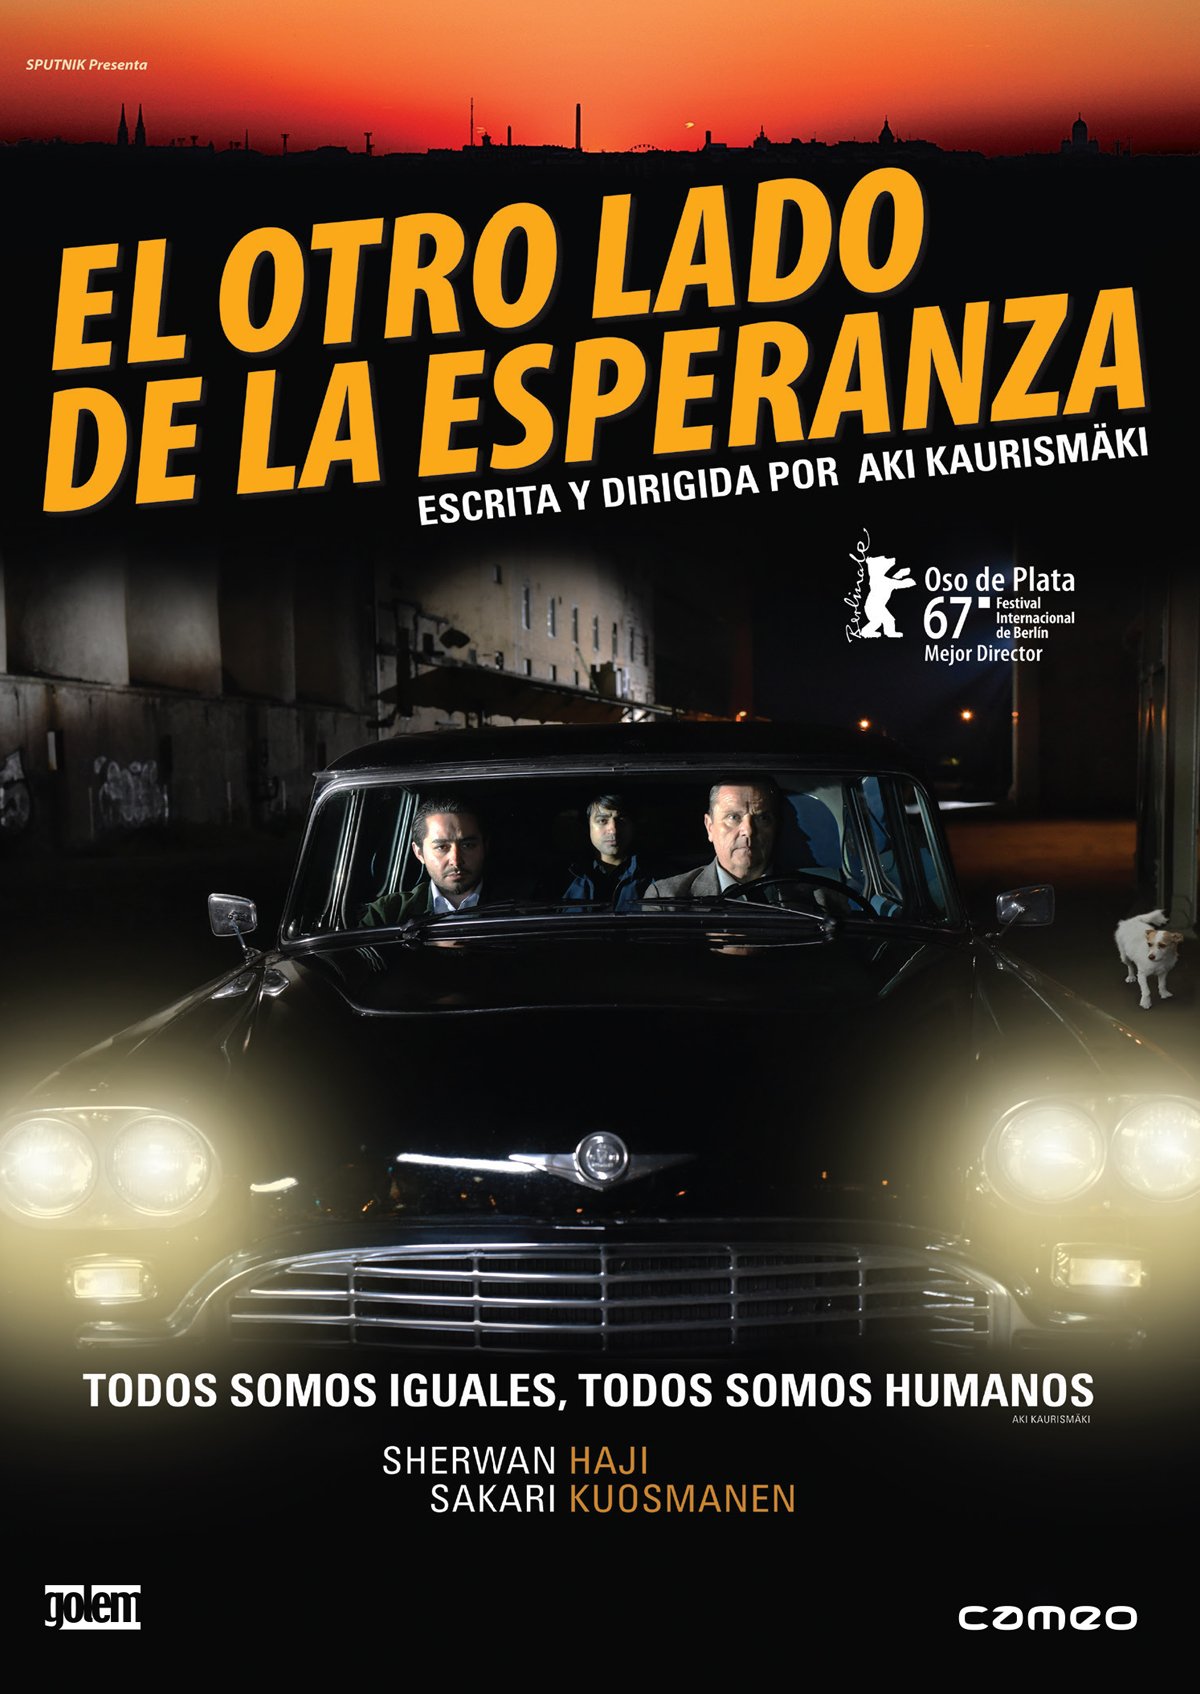 SPUTNIK Presenta
EL OTRO LADO
DE LA ESPERANZA
ESCRITA Y DIRIGIDA POR AKI KAURISMÄKI
Berlinale
Oso de Plata
67 Festival
Internacional
de Berlín
Mejor Director
TODOS SOMOS IGUALES, TODOS SOMOS HUMANOS
AKI KAURISMÄKI
SHERWAN HAJI
SAKARI KUOSMANEN
golem
cameo